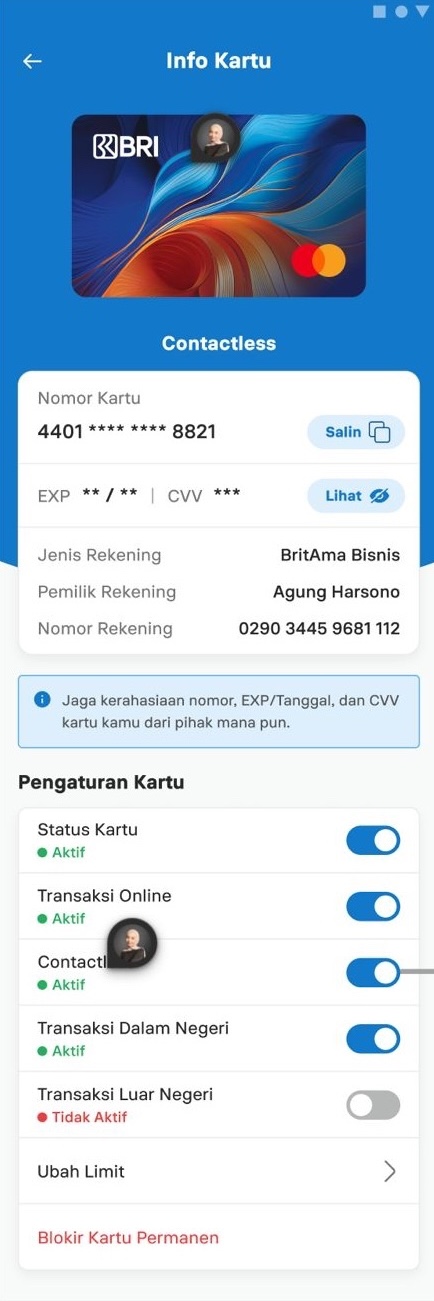 Info Kartu
BRI
Contactless
Nomor Kartu
4401 **** **** 8821
Salin
EXP ** / ** | CVV ***
Lihat
Jenis Rekening BritAma Bisnis
Pemilik Rekening Agung Harsono
Nomor Rekening 0290 3445 9681 112
Jaga kerahasiaan nomor, EXP/Tanggal, dan CVV
kartu kamu dari pihak mana pun.
Pengaturan Kartu
Status Kartu
Aktif
Transaksi Online
Aktif
Contactl
Aktif
Transaksi Dalam Negeri
Aktif
Transaksi Luar Negeri
Tidak Aktif
Ubah Limit
Blokir Kartu Permanen